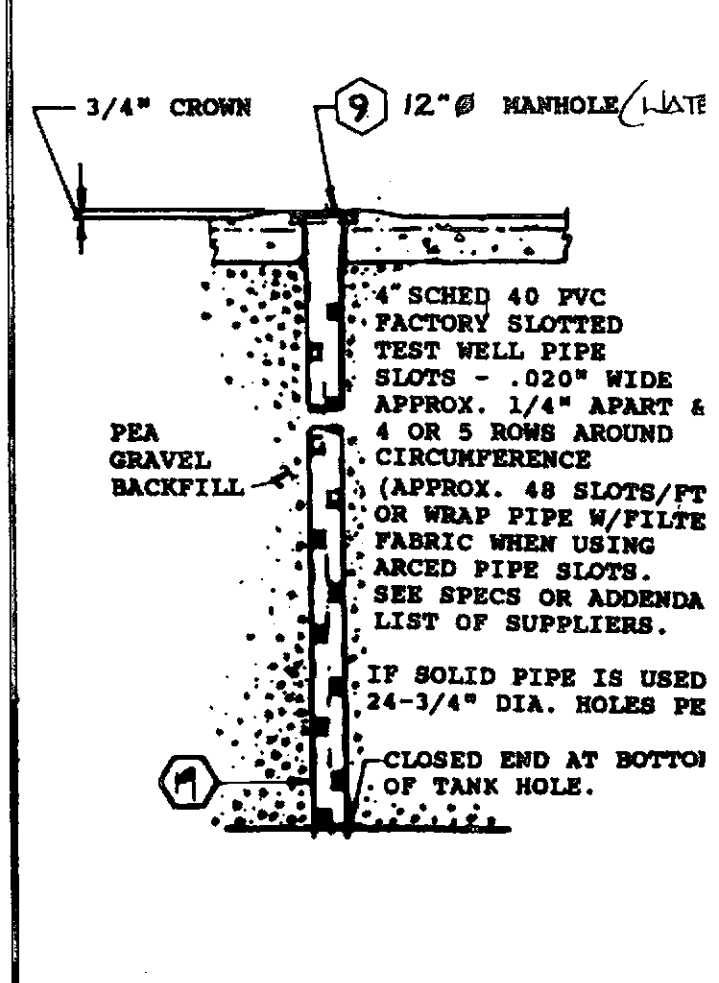 3/4" CROWN
9 12"Ø MANHOLE (WATE
4" SCHED 40 PVC
FACTORY SLOTTED
TEST WELL PIPE
SLOTS - .020" WIDE
APPROX. 1/4" APART &
4 OR 5 ROWS AROUND
CIRCUMFERENCE
(APPROX. 48 SLOTS/FT
OR WRAP PIPE W/FILTE
FABRIC WHEN USING
ARCED PIPE SLOTS.
SEE SPECS OR ADDENDA
LIST OF SUPPLIERS.
PEA
GRAVEL
BACKFILL
IF SOLID PIPE IS USED
24-3/4" DIA. HOLES PE
CLOSED END AT BOTTO
OF TANK HOLE.